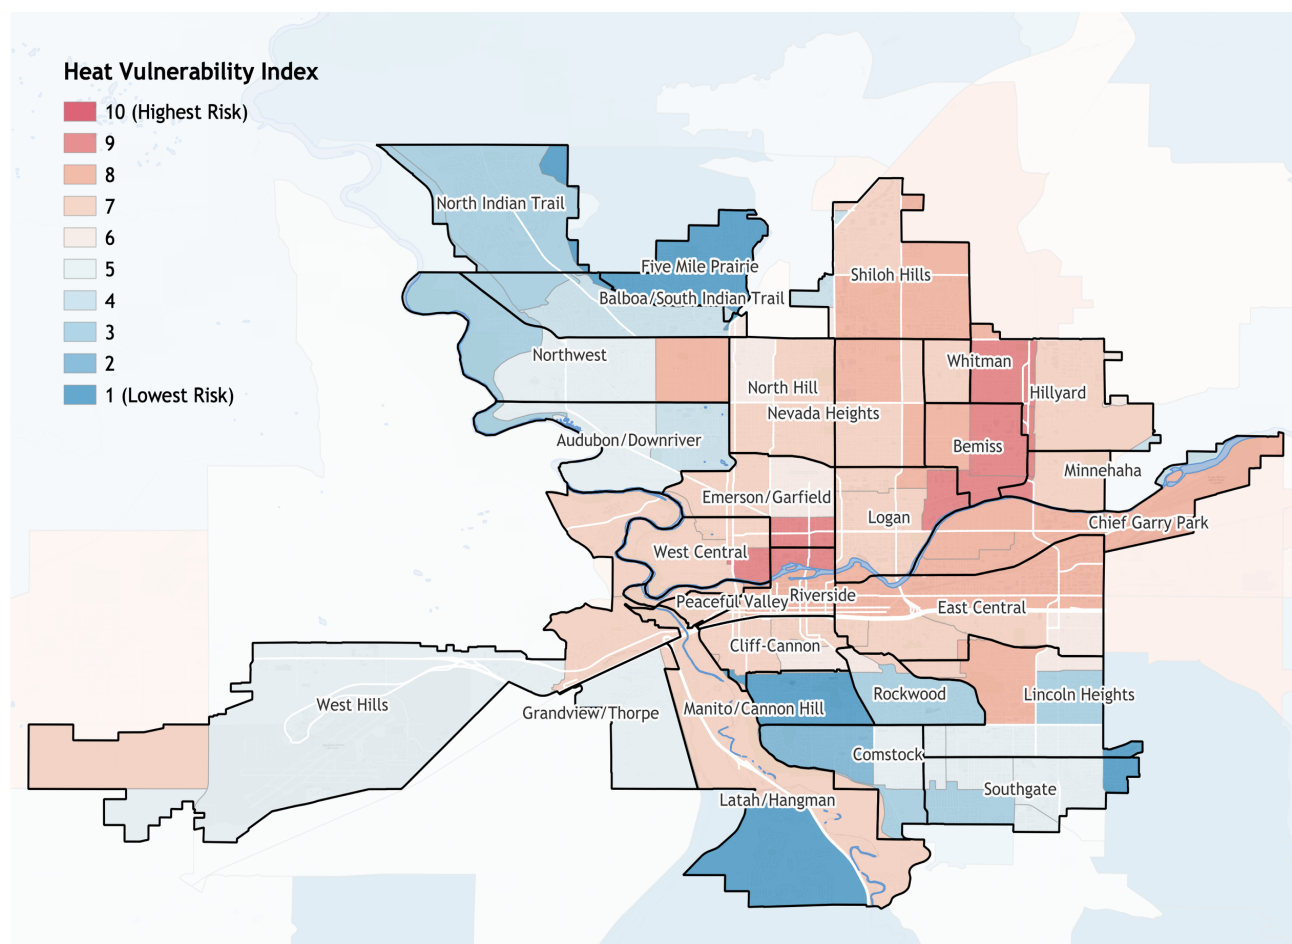 Heat Vulnerability Index
10 (Highest Risk)
9
8
7
6
5
4
3
2
1 (Lowest Risk)
North Indian Trail
Five Mile Prairie
Shiloh Hills
Balboa/South Indian Trail
Northwest
Whitman
North Hill
Hillyard
Nevada Heights
Audubon/Downriver
Bemiss
Minnehaha
Emerson/Garfield
Logan
Chief Garry Park
West Central
Peaceful Valley
Riverside
East Central
Cliff-Cannon
Rockwood
Lincoln Heights
West Hills
Grandview/Thorpe
Manito/Cannon Hill
Comstock
Southgate
Latah/Hangman